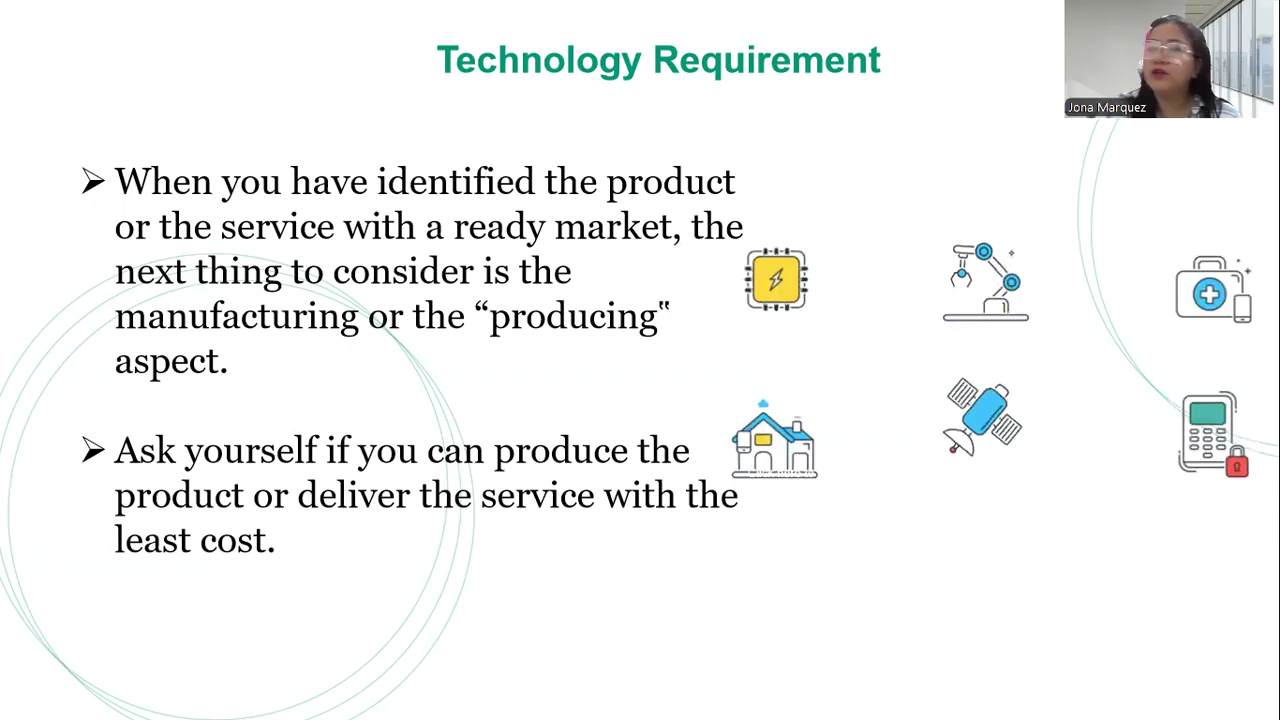 Technology Requirement
Jona Marquez
➢ When you have identified the product
or the service with a ready market, the
next thing to consider is the
manufacturing or the “producing‟
aspect.
➢ Ask yourself if you can produce the
product or deliver the service with the
least cost.